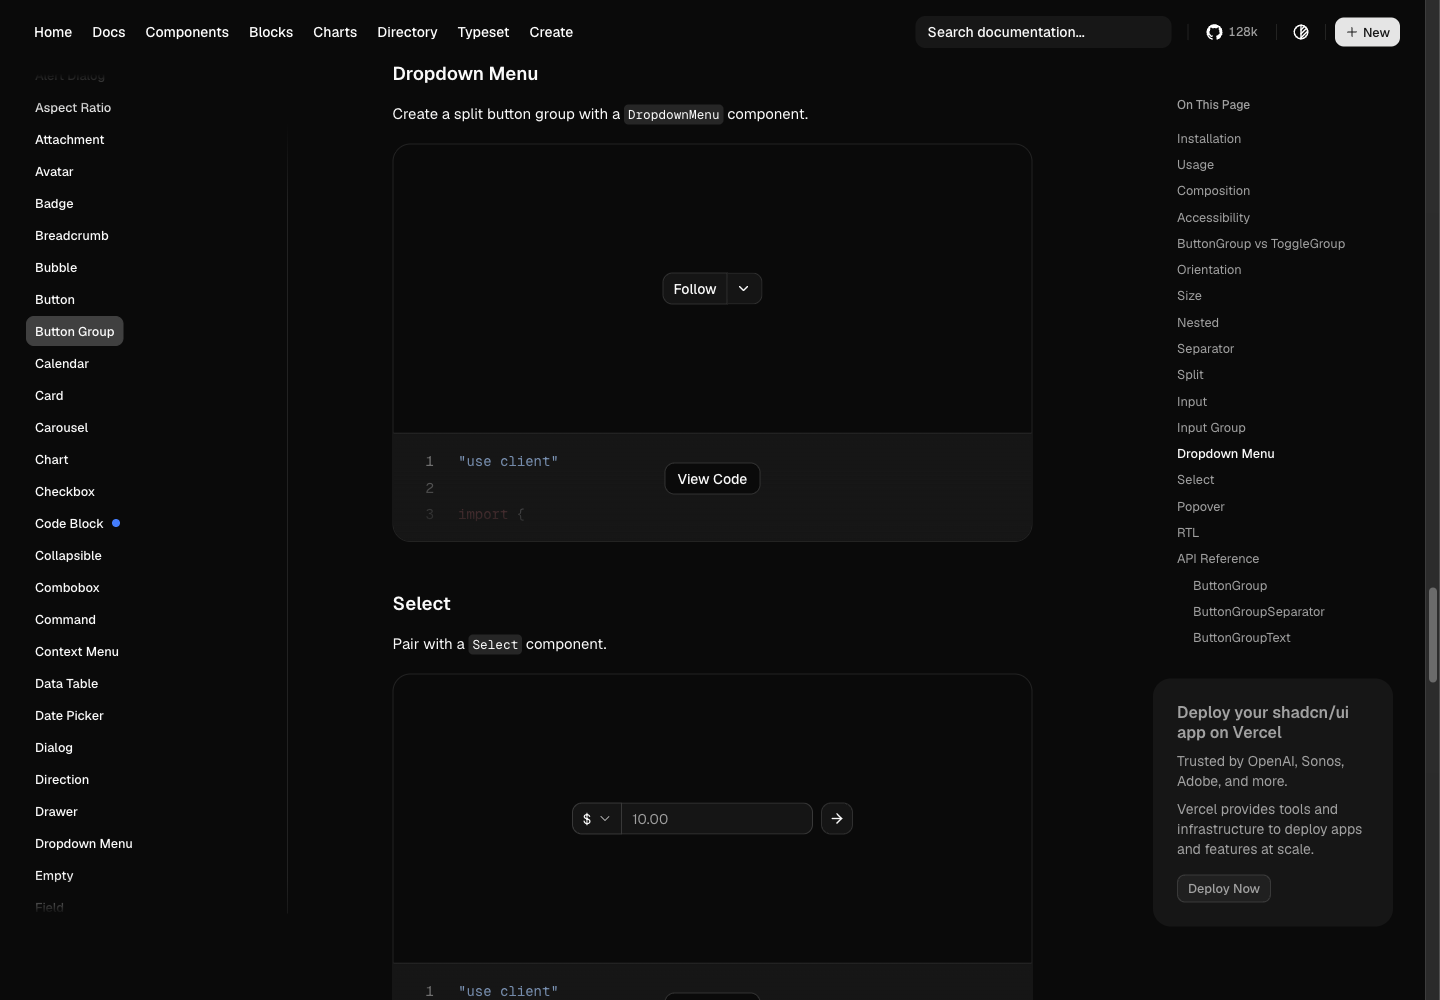 Home Docs Components Blocks Charts Directory Typeset Create
Search documentation...
128k
New
Alert Dialog
Aspect Ratio
Attachment
Avatar
Badge
Breadcrumb
Bubble
Button
Button Group
Calendar
Card
Carousel
Chart
Checkbox
Code Block
Collapsible
Combobox
Command
Context Menu
Data Table
Date Picker
Dialog
Direction
Drawer
Dropdown Menu
Empty
Field
Dropdown Menu
Create a split button group with a DropdownMenu component.
Follow
1 "use client"
2
3 import {
View Code
Select
Pair with a Select component.
$ 10.00
1 "use client"
On This Page
Installation
Usage
Composition
Accessibility
ButtonGroup vs ToggleGroup
Orientation
Size
Nested
Separator
Split
Input
Input Group
Dropdown Menu
Select
Popover
RTL
API Reference
ButtonGroup
ButtonGroupSeparator
ButtonGroupText
Deploy your shadcn/ui
app on Vercel
Trusted by OpenAI, Sonos,
Adobe, and more.
Vercel provides tools and
infrastructure to deploy apps
and features at scale.
Deploy Now